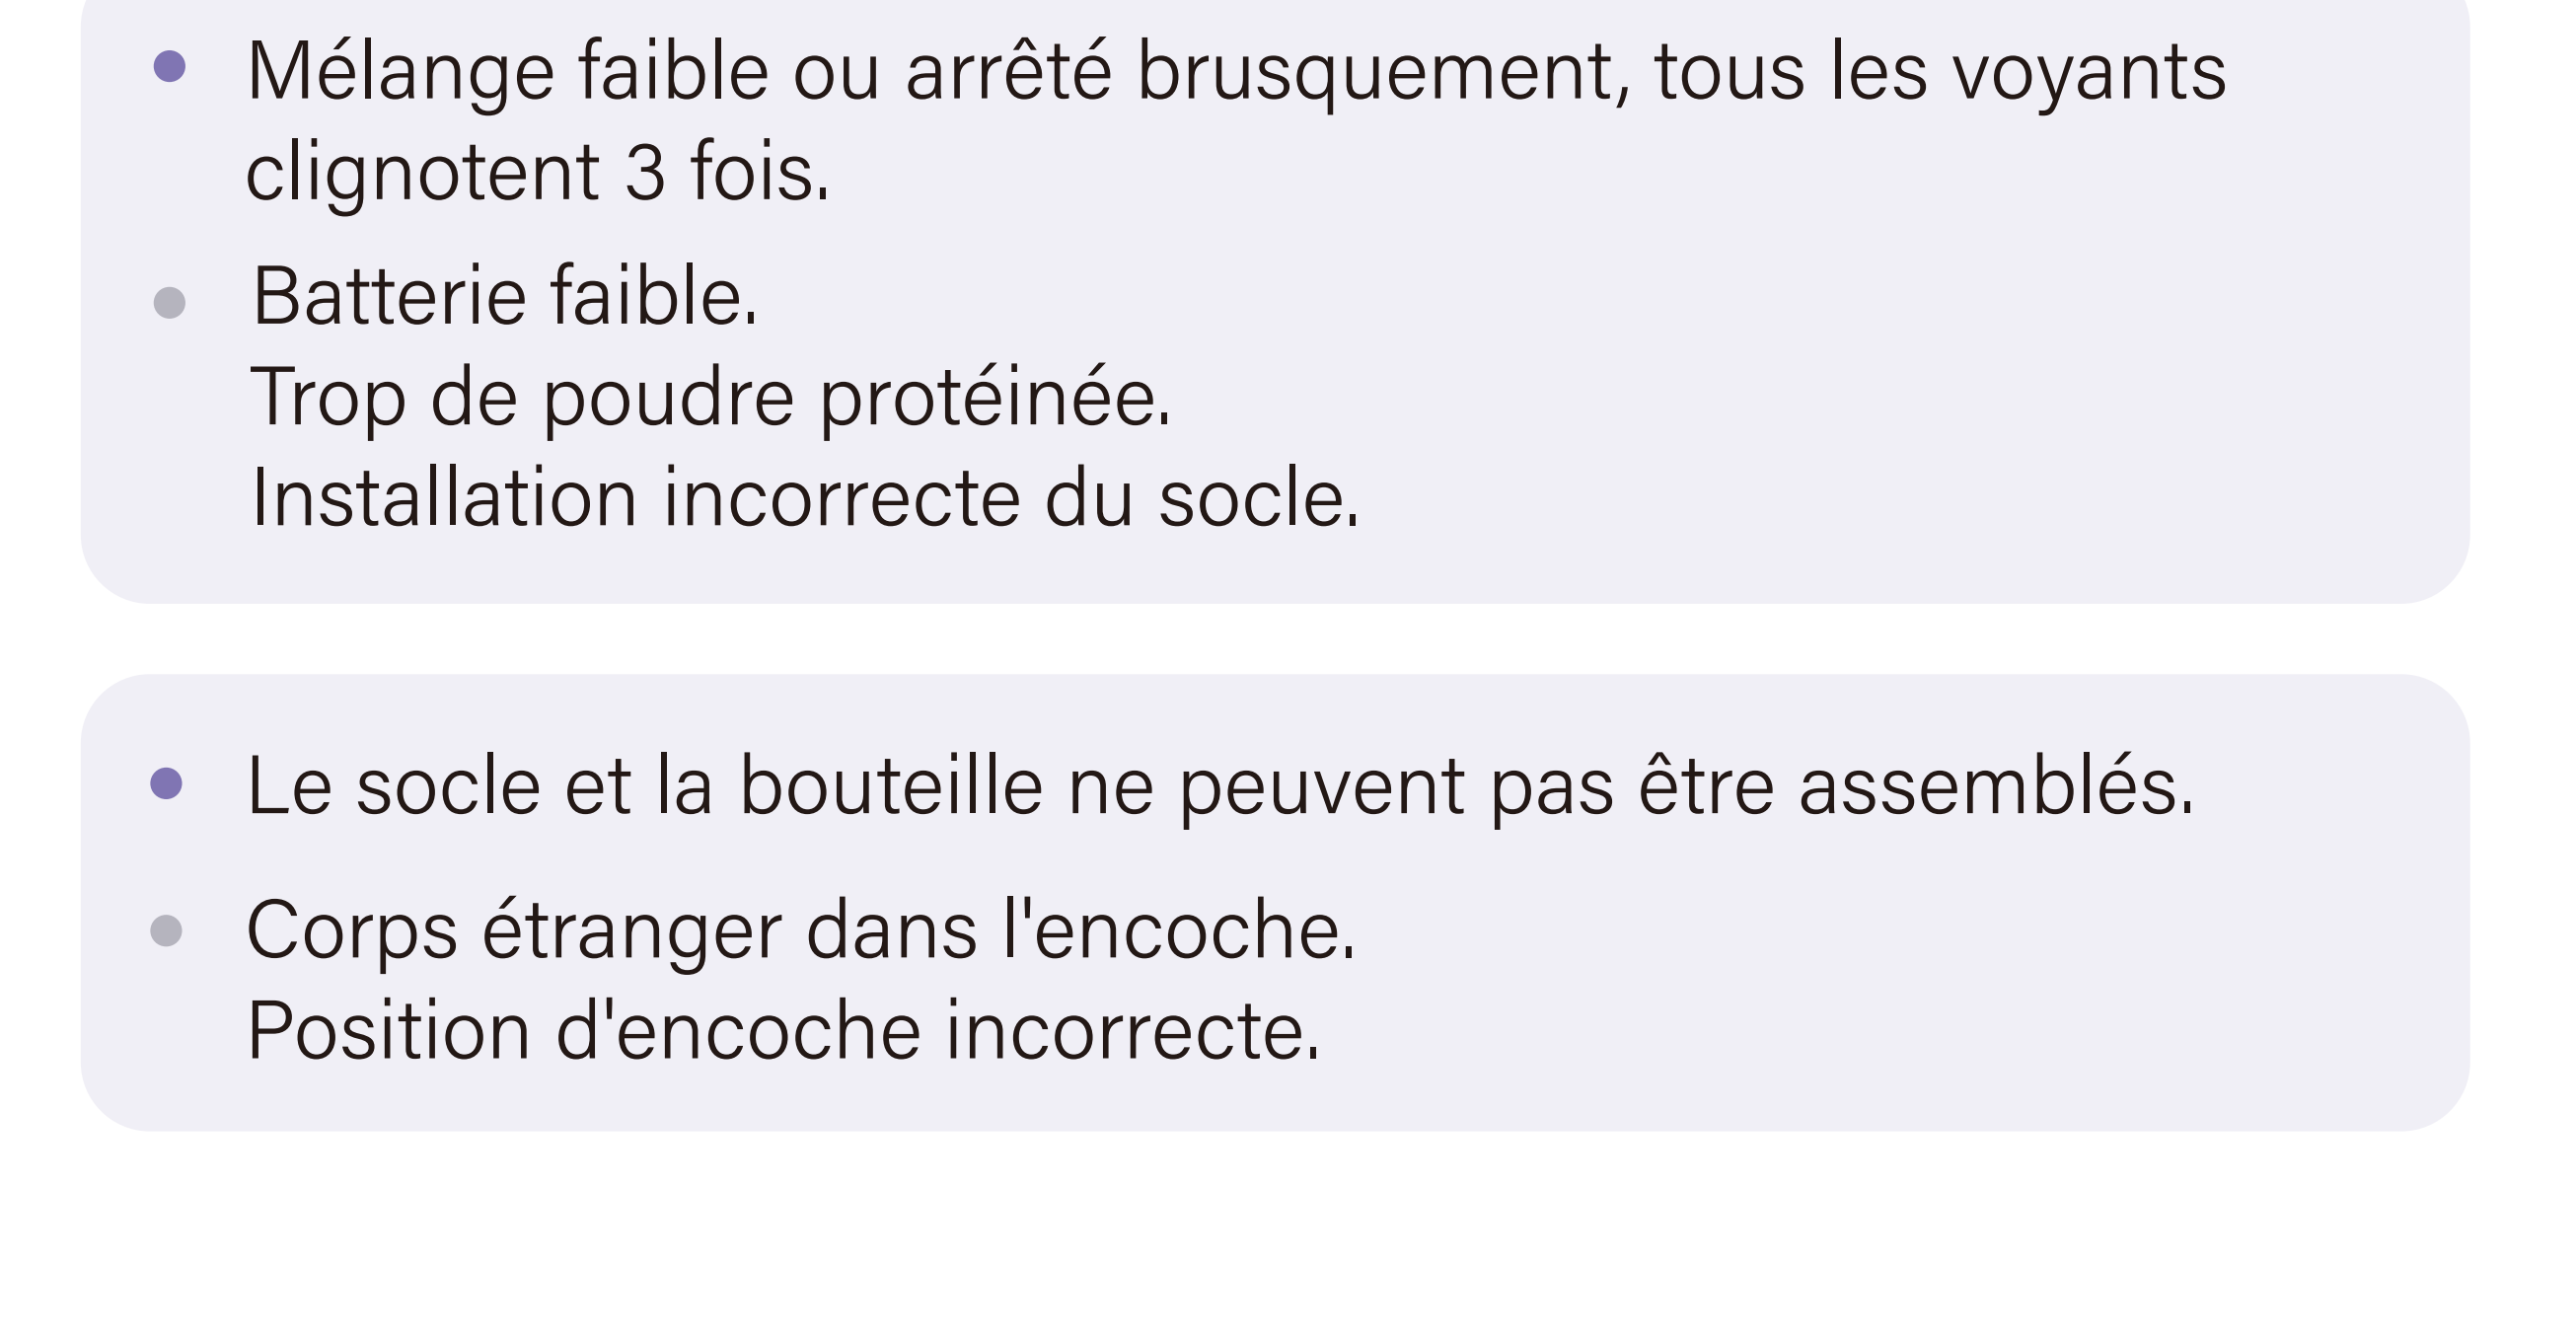 Mélange faible ou arrêté brusquement, tous les voyants
clignotent 3 fois.
Batterie faible.
Trop de poudre protéinée.
Installation incorrecte du socle.
Le socle et la bouteille ne peuvent pas être assemblés.
Corps étranger dans l'encoche.
Position d'encoche incorrecte.